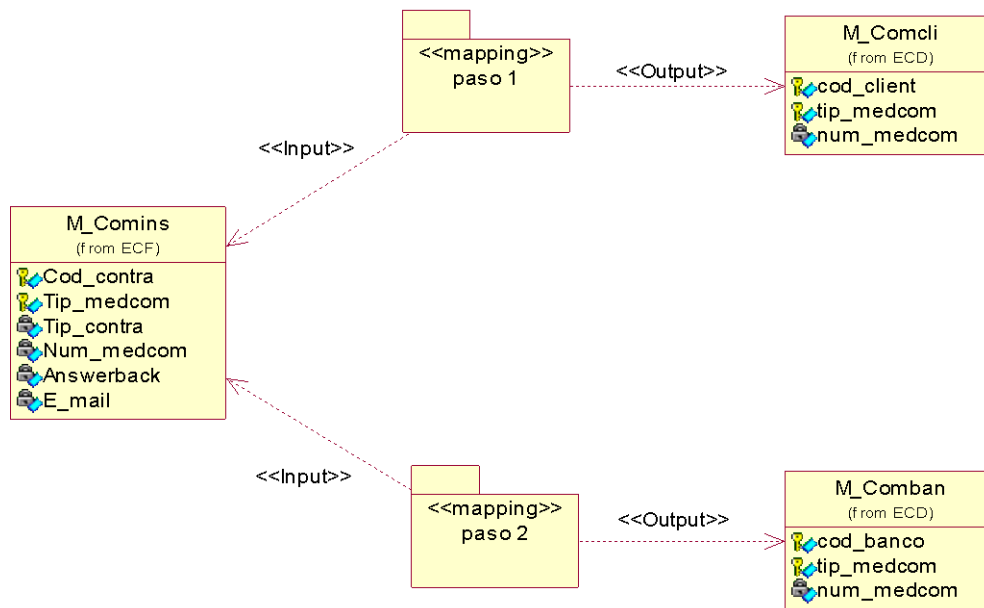 <<mapping>>
paso 1
<<Output>>
M_Comcli
(from ECD)
cod_client
tip_medcom
num_medcom
<<Input>>
M_Comins
(from ECF)
Cod_contra
Tip_medcom
Tip_contra
Num_medcom
Answerback
E_mail
<<Input>>
<<mapping>>
paso 2
<<Output>>
M_Comban
(from ECD)
cod_banco
tip_medcom
num_medcom